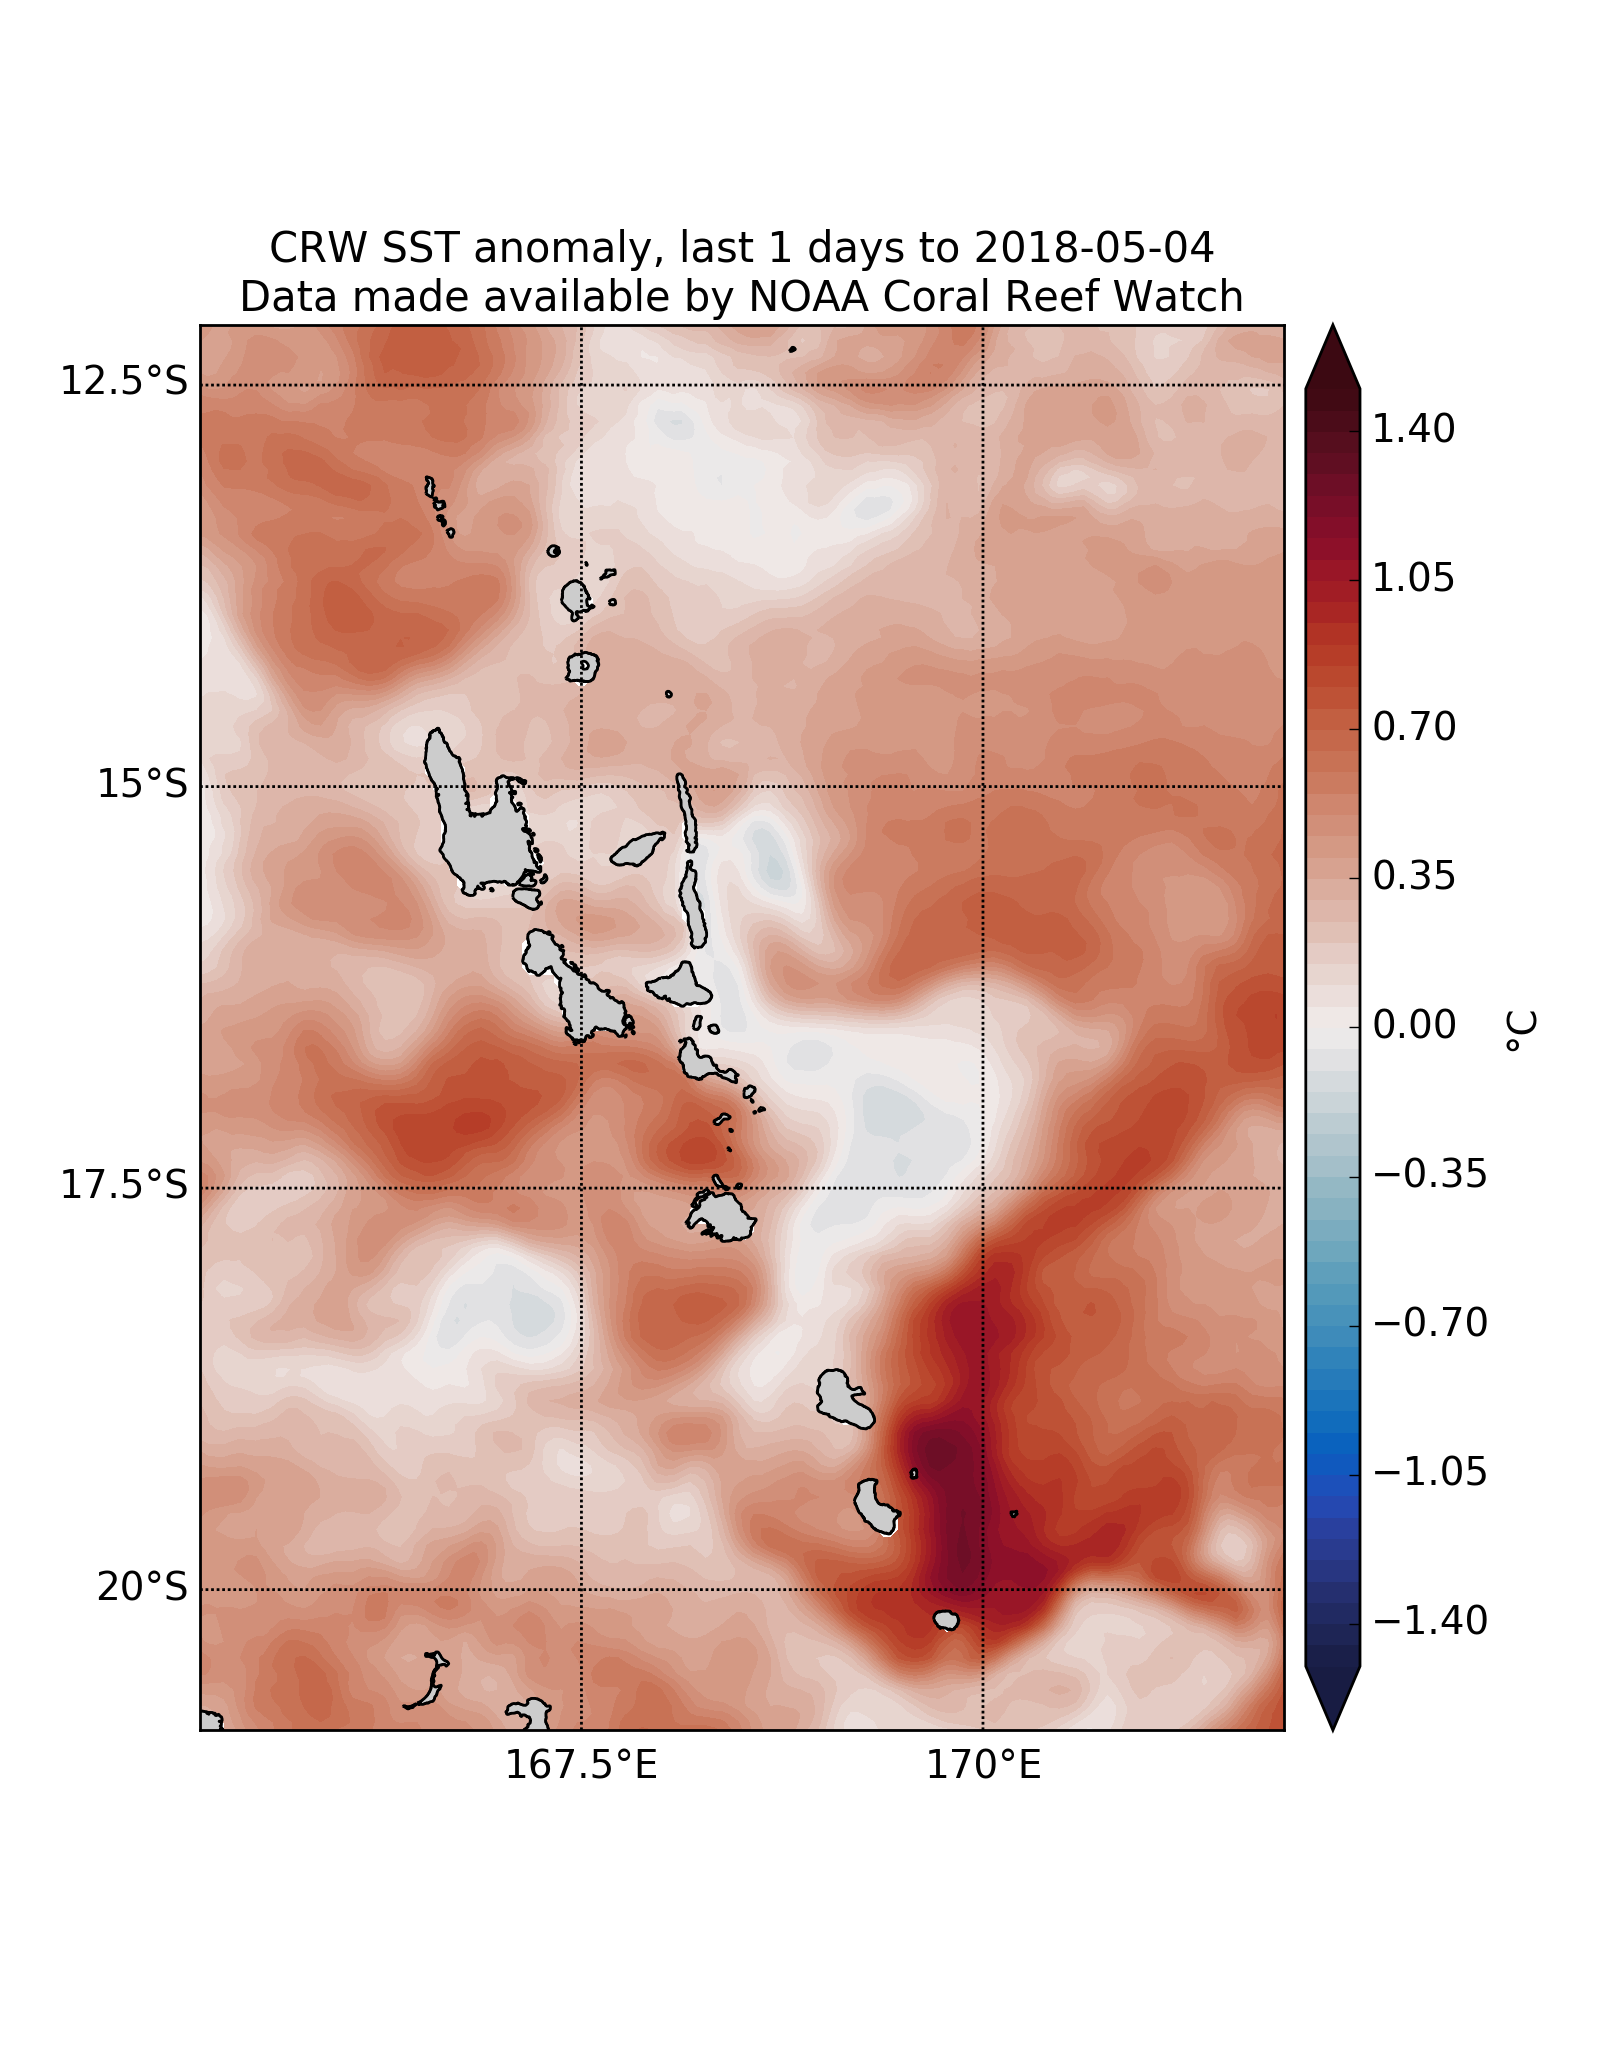 CRW SST anomaly, last 1 days to 2018-05-04
Data made available by NOAA Coral Reef Watch
12.5°S
15°S
17.5°S
20°S
167.5°E
170°E
1.40
1.05
0.70
0.35
0.00
−0.35
−0.70
−1.05
−1.40
°C